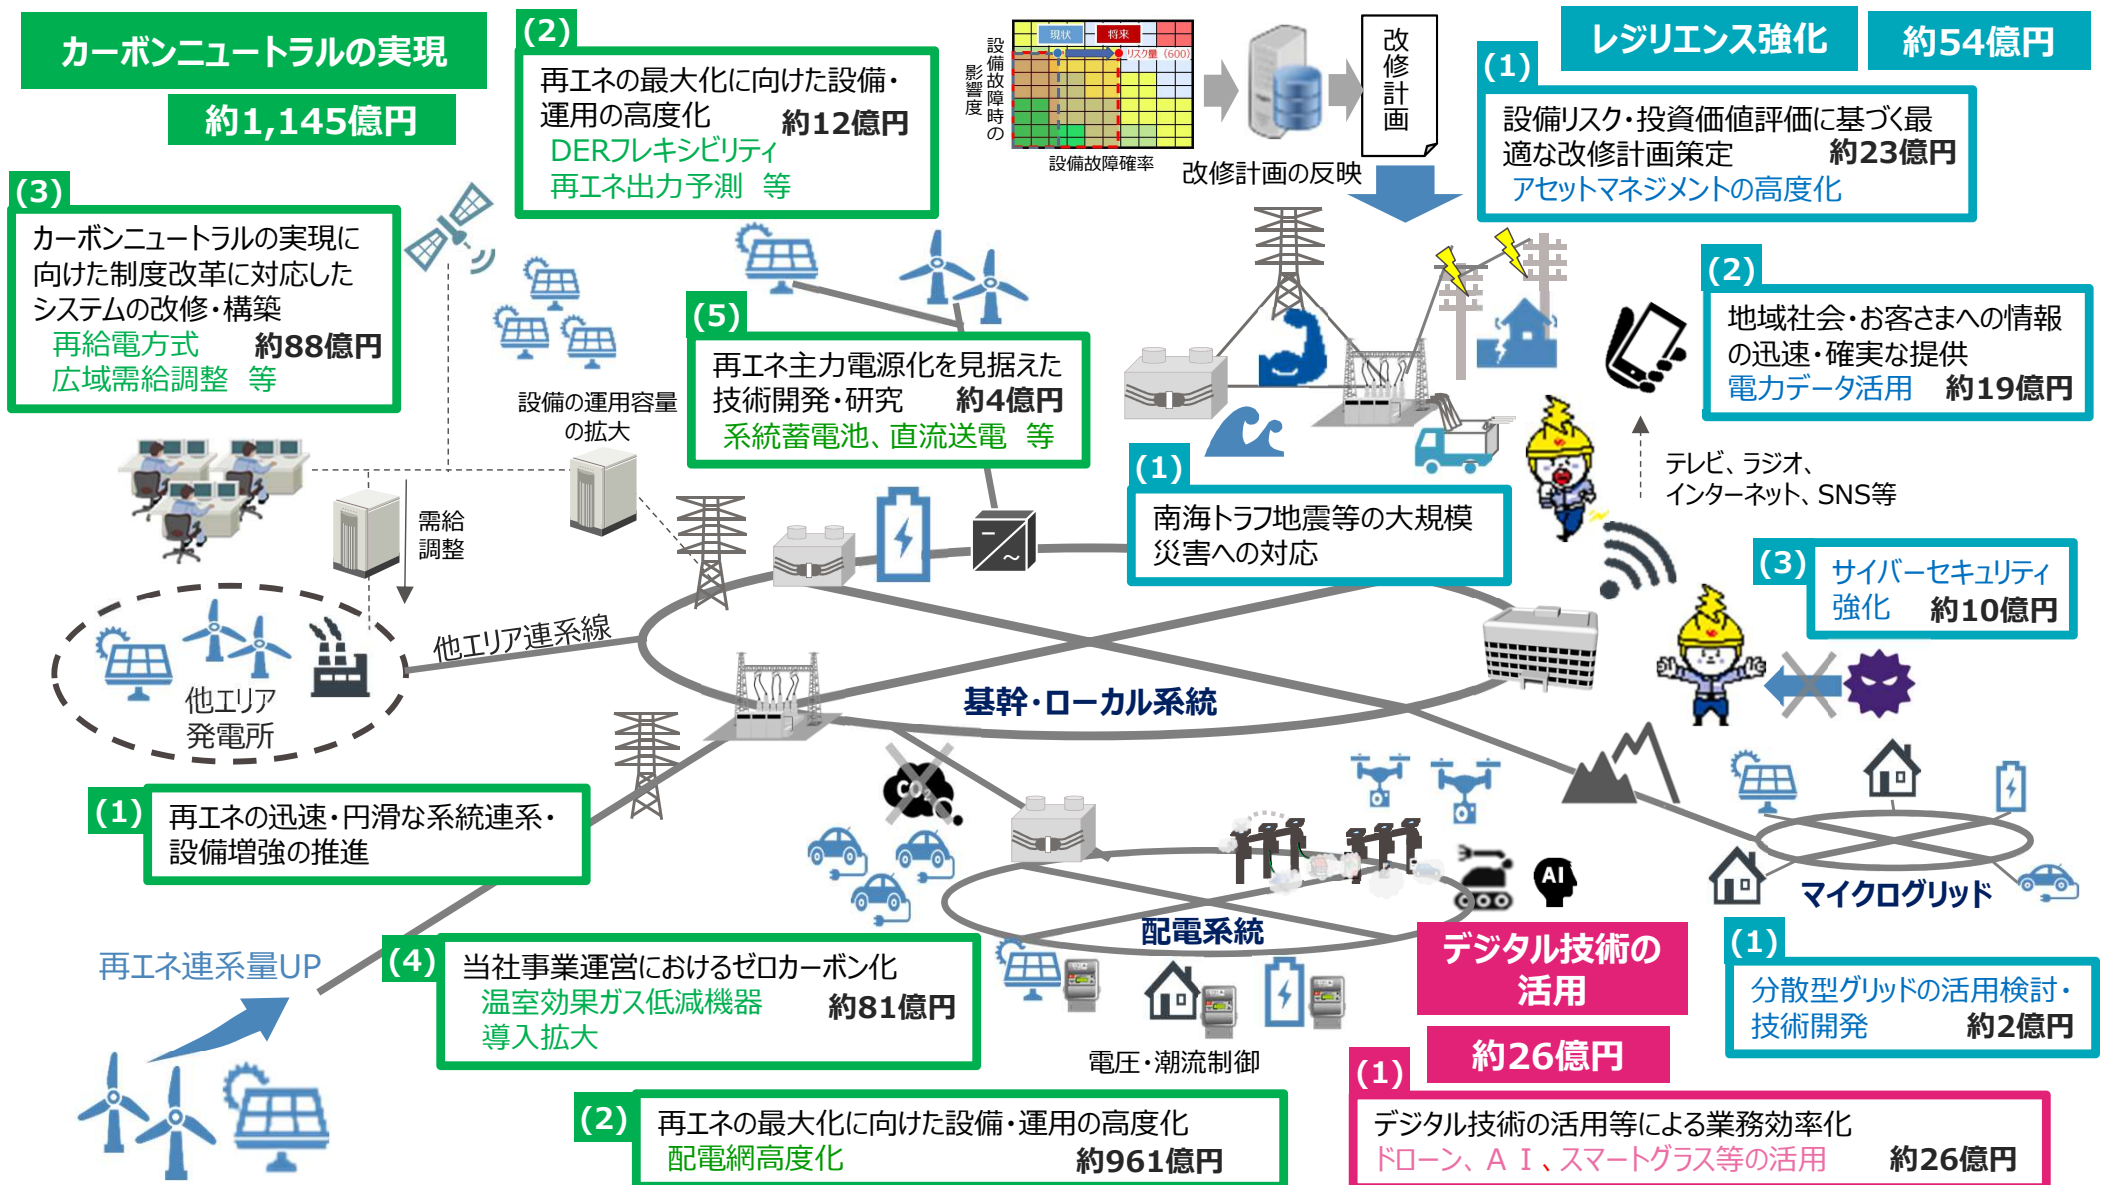 カーボンニュートラルの実現
約1,145億円
(2)
再エネの最大化に向けた設備・
運用の高度化
約12億円
DERフレキシビリティ
再エネ出力予測 等
設備故障時の
影響度
現状
将来
リスク量(600)
設備故障確率
改修計画
改修計画の反映
レジリエンス強化
約54億円
(1)
設備リスク・投資価値評価に基づく最
適な改修計画策定
約23億円
アセットマネジメントの高度化
(3)
カーボンニュートラルの実現に
向けた制度改革に対応した
システムの改修・構築
再給電方式
約88億円
広域需給調整 等
(5)
再エネ主力電源化を見据えた
技術開発・研究
約4億円
系統蓄電池、直流送電 等
(2)
地域社会・お客さまへの情報
の迅速・確実な提供
電力データ活用
約19億円
設備の運用容量
の拡大
需給
調整
(1)
南海トラフ地震等の大規模
災害への対応
テレビ、ラジオ、
インターネット、SNS等
(3)
サイバーセキュリティ
強化
約10億円
他エリア
発電所
他エリア連系線
基幹・ローカル系統
(1)
再エネの迅速・円滑な系統連系・
設備増強の推進
CO2
AI
配電系統
マイクログリッド
再エネ連系量UP
(4)
当社事業運営におけるゼロカーボン化
温室効果ガス低減機器
約81億円
導入拡大
電圧・潮流制御
デジタル技術の
活用
約26億円
(1)
分散型グリッドの活用検討・
技術開発
約2億円
(2)
再エネの最大化に向けた設備・運用の高度化
配電網高度化
約961億円
(1)
デジタル技術の活用等による業務効率化
ドローン、AI、スマートグラス等の活用
約26億円